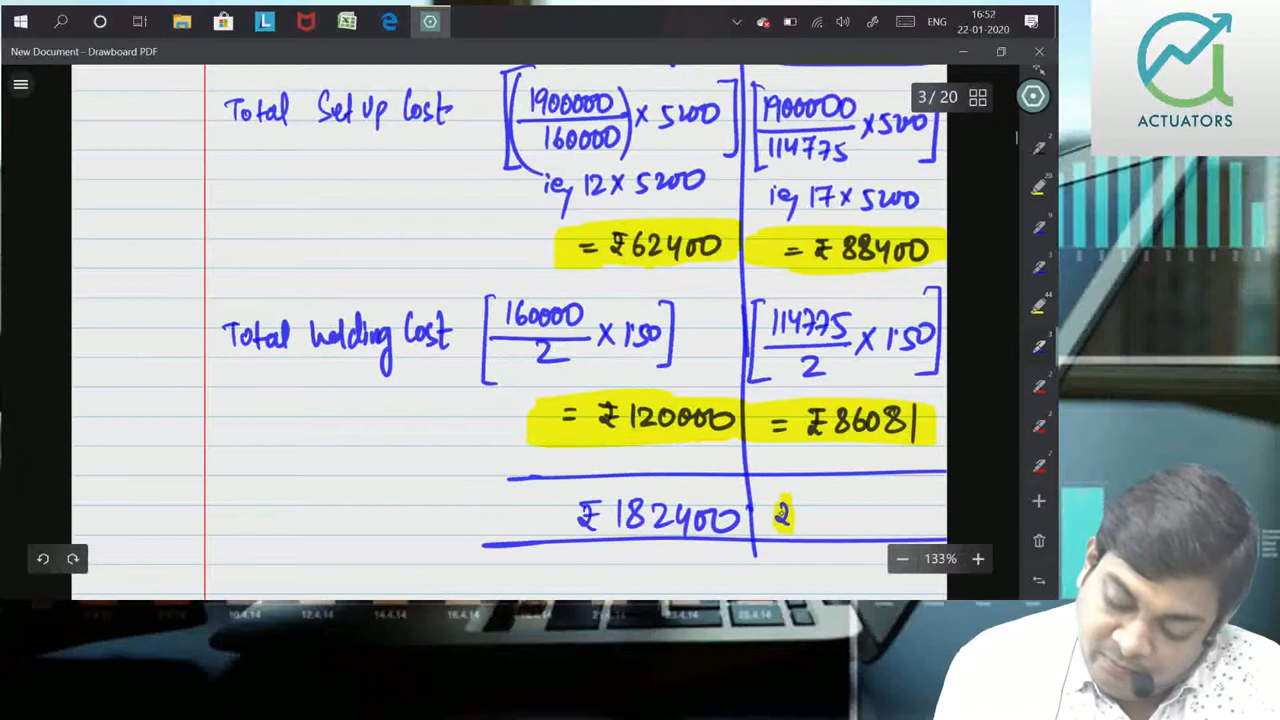 16:52
ENG
22-01-2020
New Document - Drawboard PDF
3 / 20
ACTUATORS
Total Set up Cost [(1900000/160000) × 5200] [1900000/114775 × 5200]
ie, 12 × 5200 ie, 17 × 5200
= ₹62400 = ₹ 88400
Total holding Cost [160000/2 × 1.50] [114775/2 × 1.50]
= ₹120000 = ₹86081
₹ 182400
133%